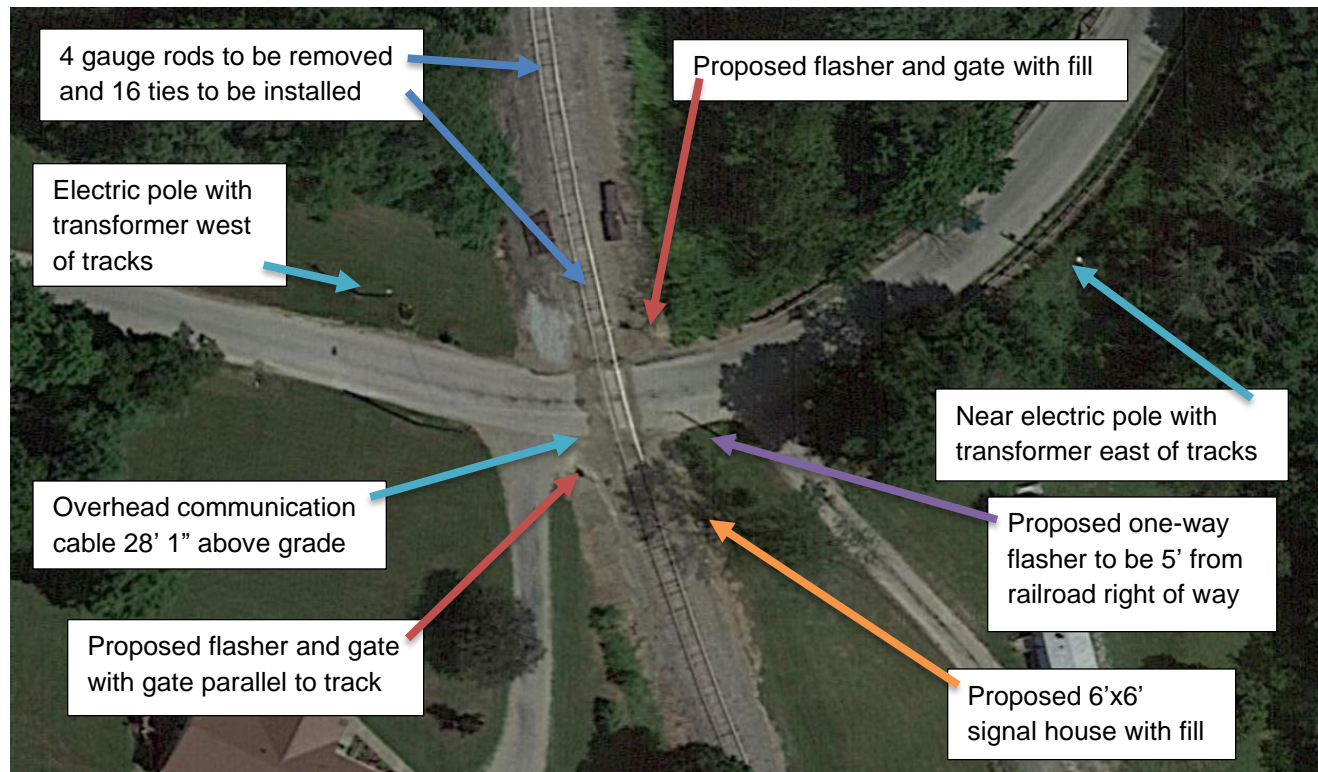 4 gauge rods to be removed
and 16 ties to be installed
Proposed flasher and gate with fill
Electric pole with
transformer west
of tracks
Near electric pole with
transformer east of tracks
Overhead communication
cable 28’ 1” above grade
Proposed one-way
flasher to be 5’ from
railroad right of way
Proposed flasher and gate
with gate parallel to track
Proposed 6’x6’
signal house with fill